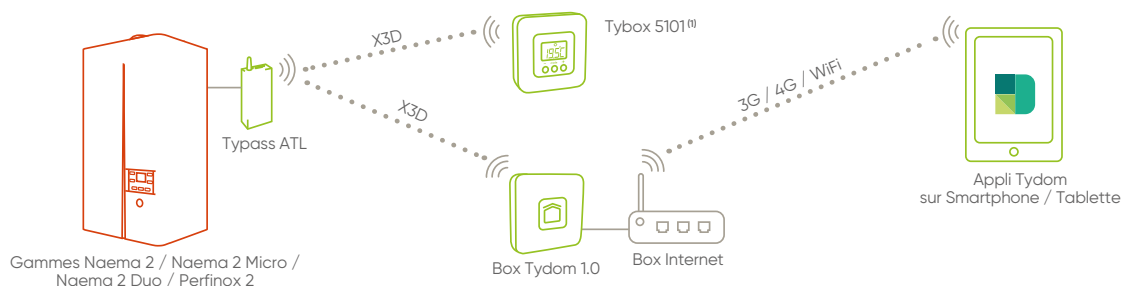 X3D
Tybox 5101 (1)
19.5C
3G / 4G / WiFi
X3D
Typass ATL
Appli Tydom
sur Smartphone / Tablette
Gammes Naema 2 / Naema 2 Micro /
Naema 2 Duo / Perfinox 2
Box Tydom 1.0
Box Internet